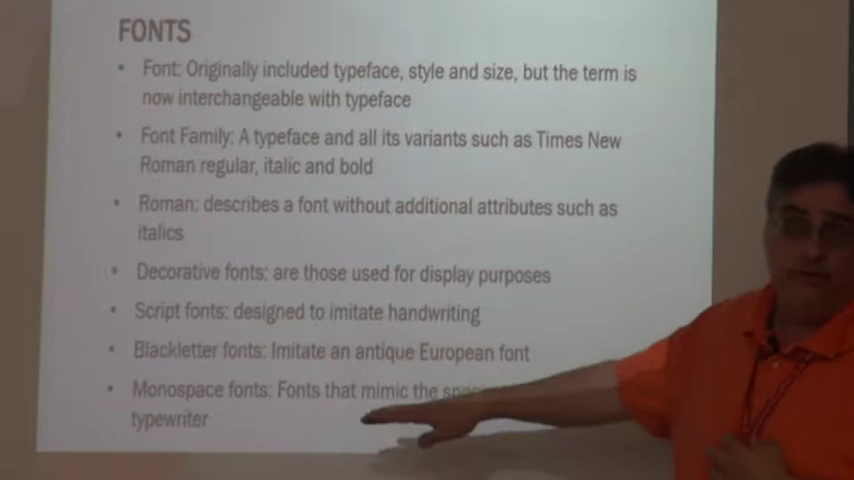 FONTS
• Font: Originally included typeface, style and size, but the term is
now interchangeable with typeface
• Font Family: A typeface and all its variants such as Times New
Roman regular, italic and bold
• Roman: describes a font without additional attributes such as
italics
• Decorative fonts: are those used for display purposes
• Script fonts: designed to imitate handwriting
• Blackletter fonts: Imitate an antique European font
• Monospace fonts: Fonts that mimic the
typewriter